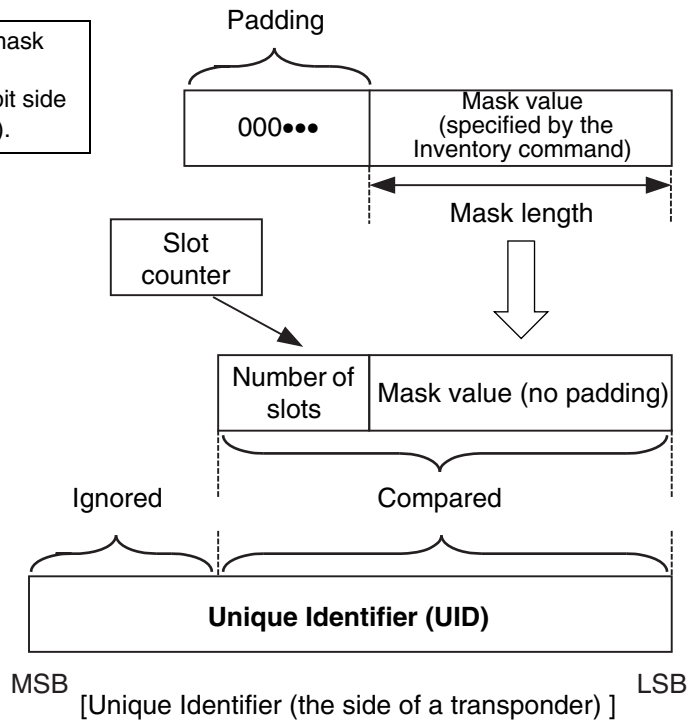 Padding
mask
bit side
).
000•••
Mask value
(specified by the
Inventory command)
Mask length
Slot
counter
Number of
slots
Mask value (no padding)
Ignored
Compared
Unique Identifier (UID)
MSB
LSB
[Unique Identifier (the side of a transponder) ]